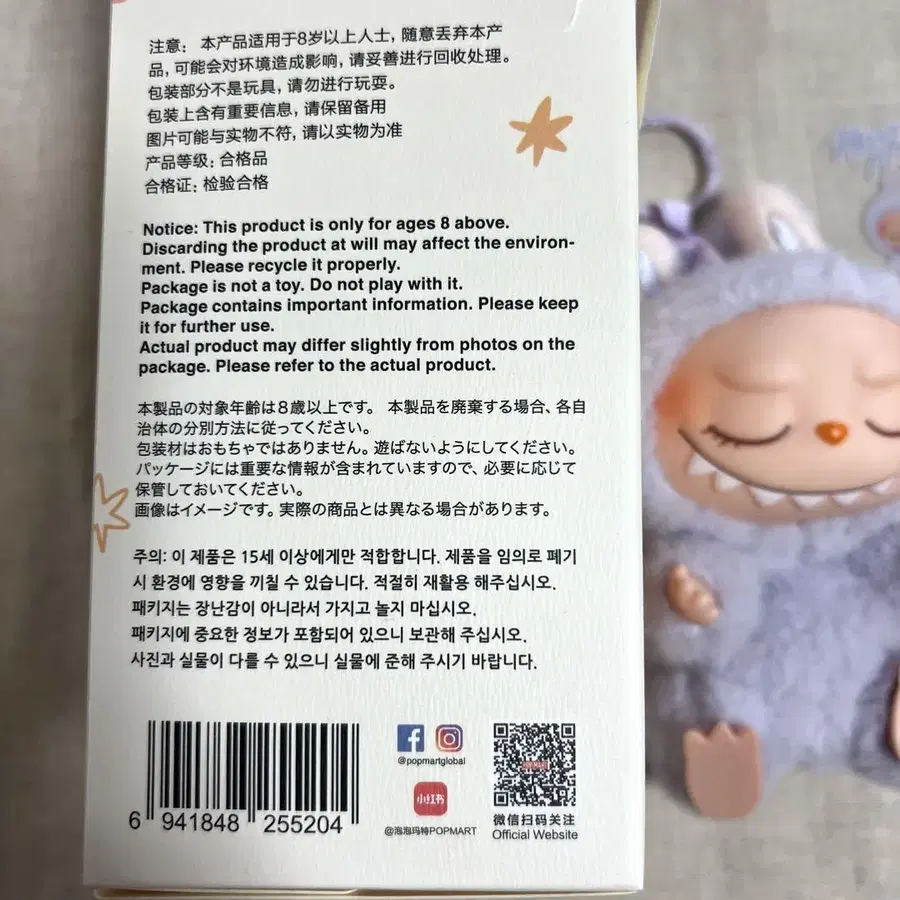 注意： 本产品适用于8岁以上人士，随意丢弃本产
品，可能会对环境造成影响，请妥善进行回收处理。
包装部分不是玩具，请勿进行玩耍。
包装上含有重要信息，请保留备用
图片可能与实物不符，请以实物为准
产品等级：合格品
合格证：检验合格
Notice: This product is only for ages 8 above.
Discarding the product at will may affect the environ-
ment. Please recycle it properly.
Package is not a toy. Do not play with it.
Package contains important information. Please keep
it for further use.
Actual product may differ slightly from photos on the
package. Please refer to the actual product.
本製品の対象年齢は8歳以上です。 本製品を廃棄する場合、各自
治体の分別方法に従ってください。
包装材はおもちゃではありません。遊ばないようにしてください。
パッケージには重要な情報が含まれていますので、必要に応じて
保管しておいてください。
画像はイメージです。実際の商品とは異なる場合があります。
주의: 이 제품은 15세 이상에게만 적합합니다. 제품을 임의로 폐기
시 환경에 영향을 끼칠 수 있습니다. 적절히 재활용 해주십시오.
패키지는 장난감이 아니라서 가지고 놀지 마십시오.
패키지에 중요한 정보가 포함되어 있으니 보관해 주십시오.
사진과 실물이 다를 수 있으니 실물에 준해 주시기 바랍니다.
6 941848 255204
@popmartglobal
小红书
@泡泡玛特POPMART
POP MART
微信扫码关注
Official Website